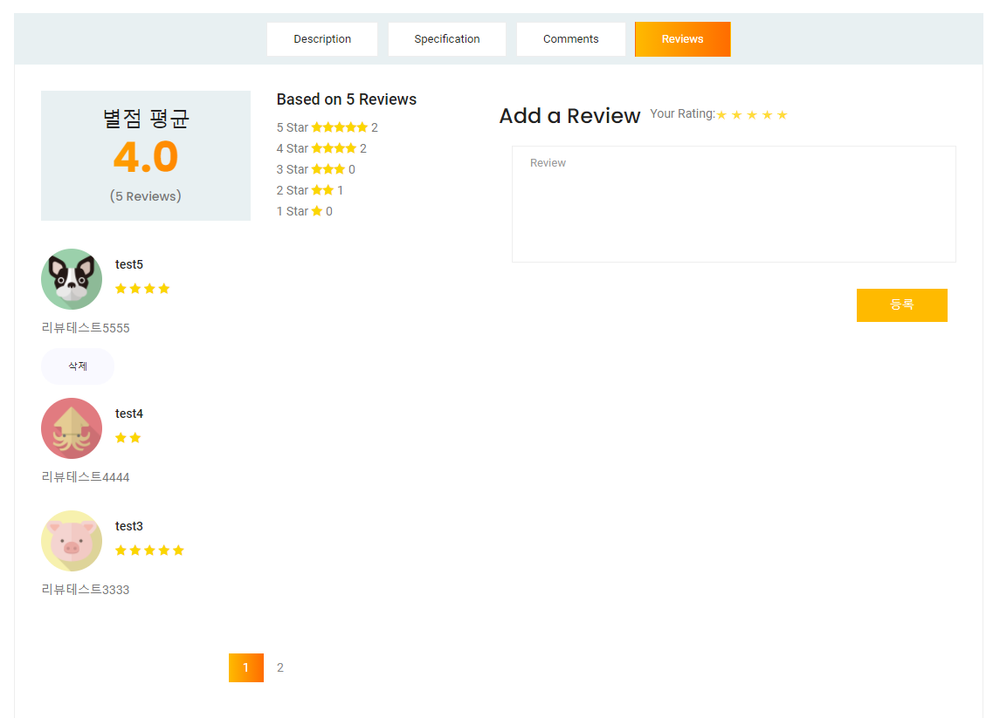 Description Specification Comments Reviews
별점 평균
4.0
(5 Reviews)
Based on 5 Reviews
5 Star 2
4 Star 2
3 Star 0
2 Star 1
1 Star 0
Add a Review Your Rating:
Review
등록
test5
리뷰테스트5555
삭제
test4
리뷰테스트4444
test3
리뷰테스트3333
1 2